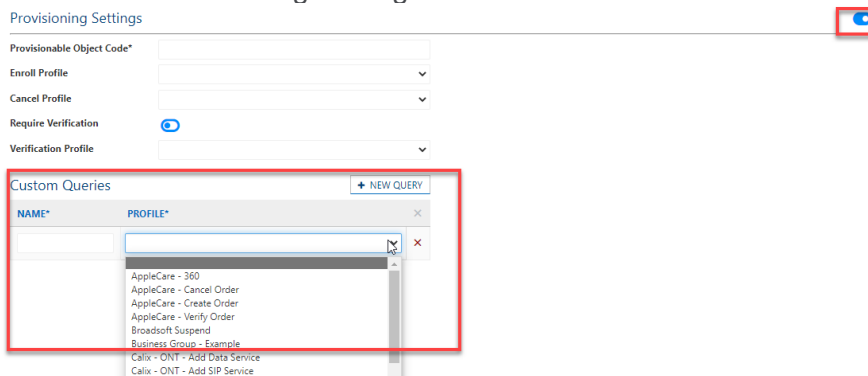 Provisioning Settings
Provisionable Object Code*
Enroll Profile
Cancel Profile
Require Verification
Verification Profile
Custom Queries
+ NEW QUERY
NAME* PROFILE*
AppleCare - 360
AppleCare - Cancel Order
AppleCare - Create Order
AppleCare - Verify Order
Broadsoft Suspend
Business Group - Example
Calix - ONT - Add Data Service
Calix - ONT - Add SIP Service